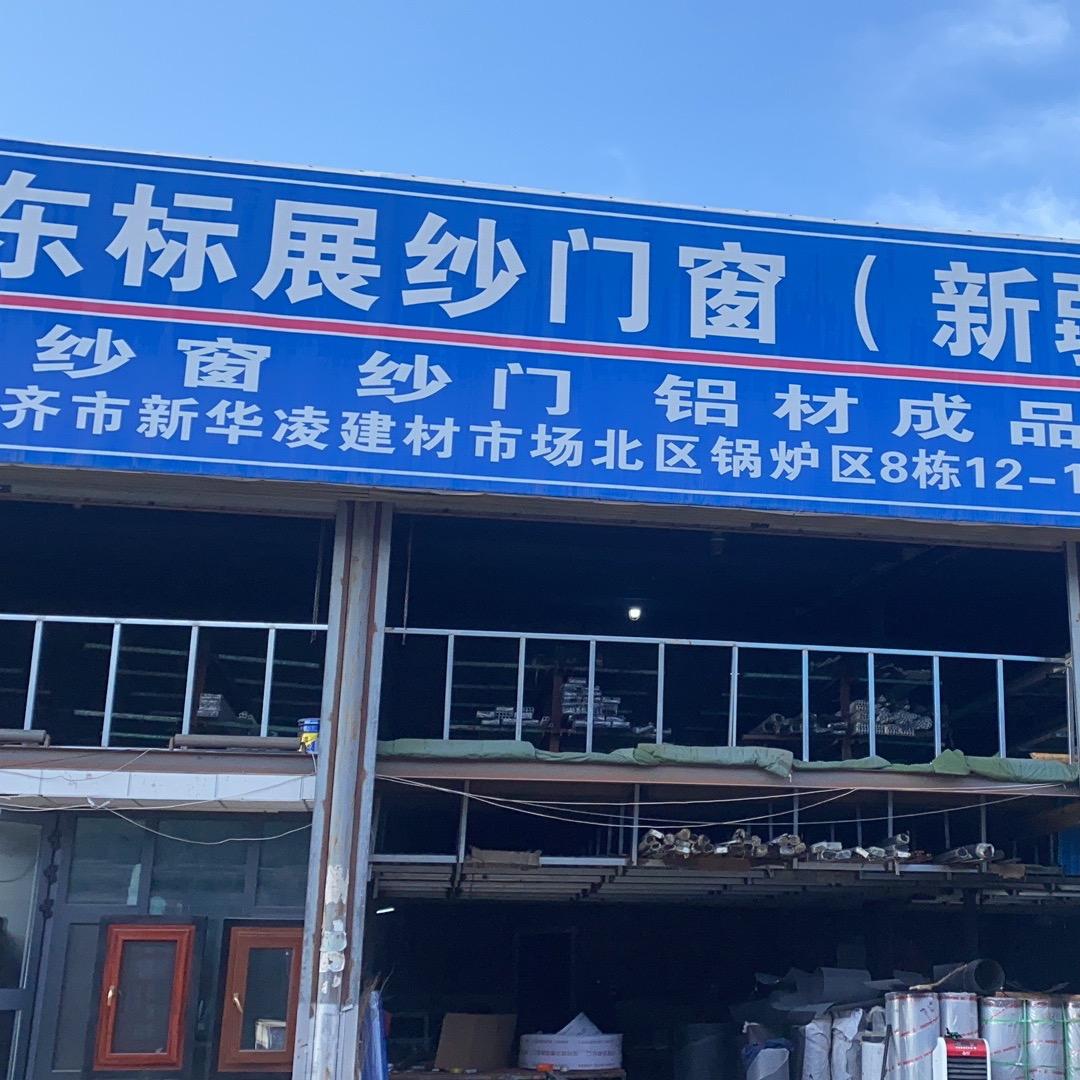 东标展纱门窗（新疆
纱窗 纱门 铝材成品
齐市新华凌建材市场北区锅炉区8栋12-1